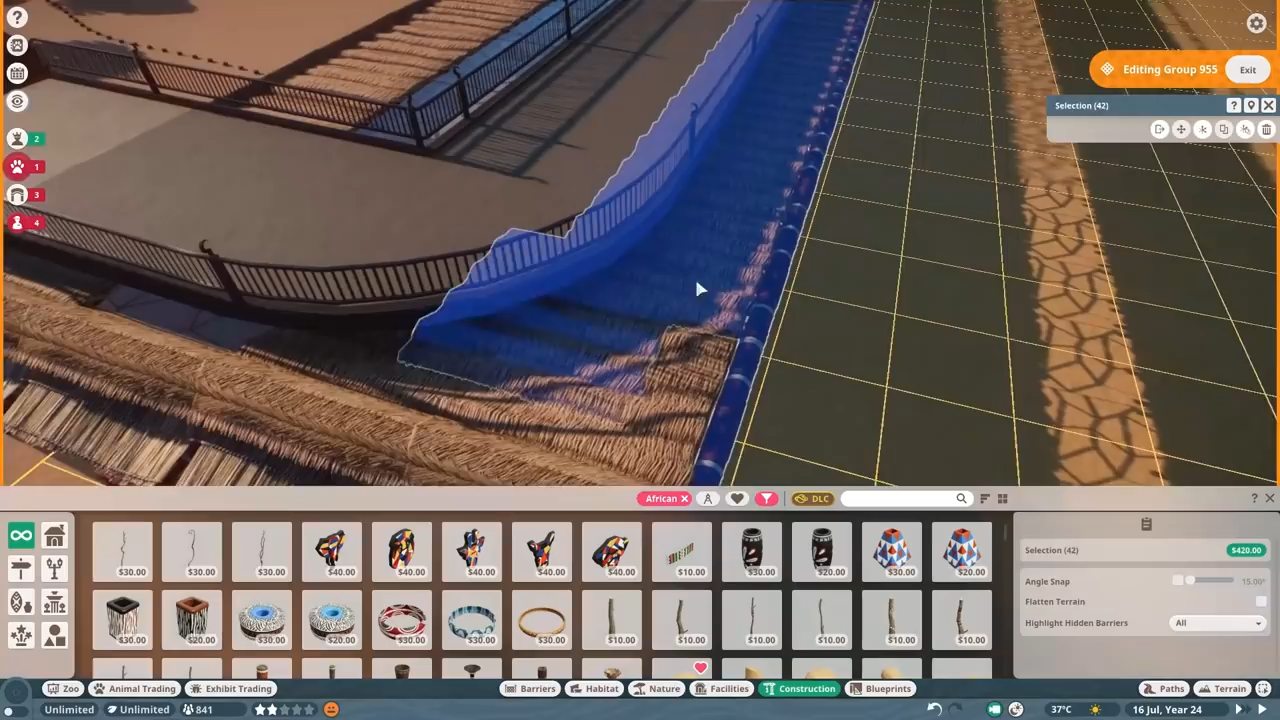 Editing Group 955
Exit
Selection (42)
?
2
1
3
4
African
DLC
?
$30.00 $30.00 $30.00 $40.00 $40.00 $40.00 $40.00 $40.00 $10.00 $30.00 $20.00 $30.00 $20.00
$30.00 $20.00 $30.00 $20.00 $30.00 $30.00 $30.00 $10.00 $10.00 $10.00 $10.00 $10.00 $10.00
Selection (42) $420.00
Angle Snap 15.00°
Flatten Terrain
Highlight Hidden Barriers All
Zoo Animal Trading Exhibit Trading Barriers Habitat Nature Facilities Construction Blueprints Paths Terrain
Unlimited Unlimited 841 37°C 16 Jul, Year 24